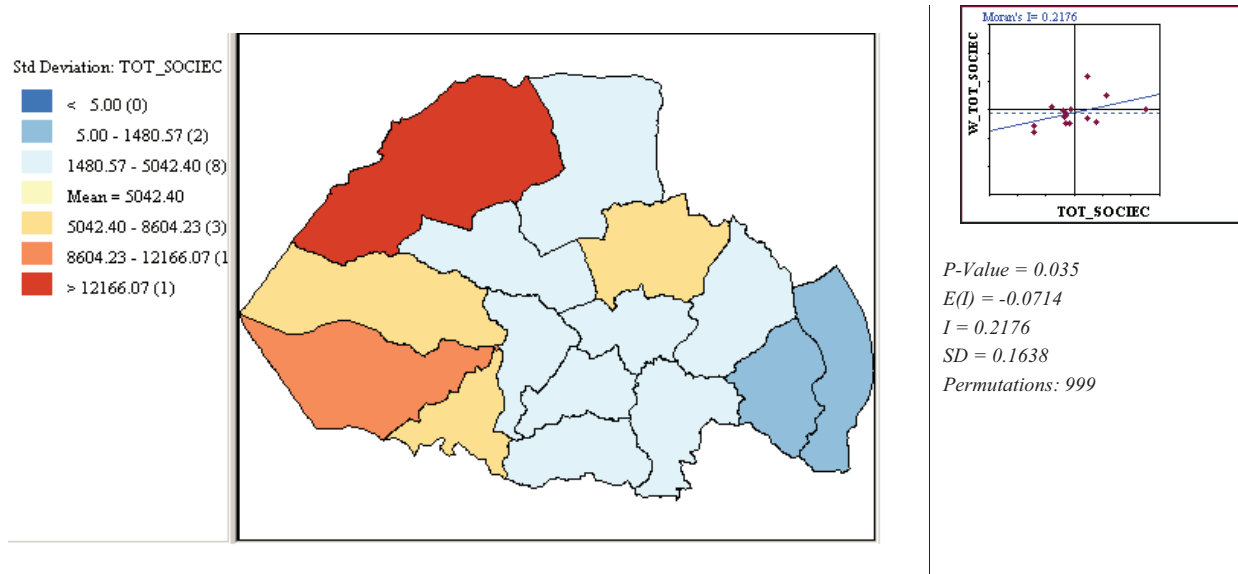 Std Deviation: TOT_SOCIEC
< 5.00 (0)
5.00 - 1480.57 (2)
1480.57 - 5042.40 (8)
Mean = 5042.40
5042.40 - 8604.23 (3)
8604.23 - 12166.07 (1
> 12166.07 (1)
Moran's I= 0.2176
W_TOT_SOCIEC
TOT_SOCIEC
P-Value = 0.035
E(I) = -0.0714
I = 0.2176
SD = 0.1638
Permutations: 999